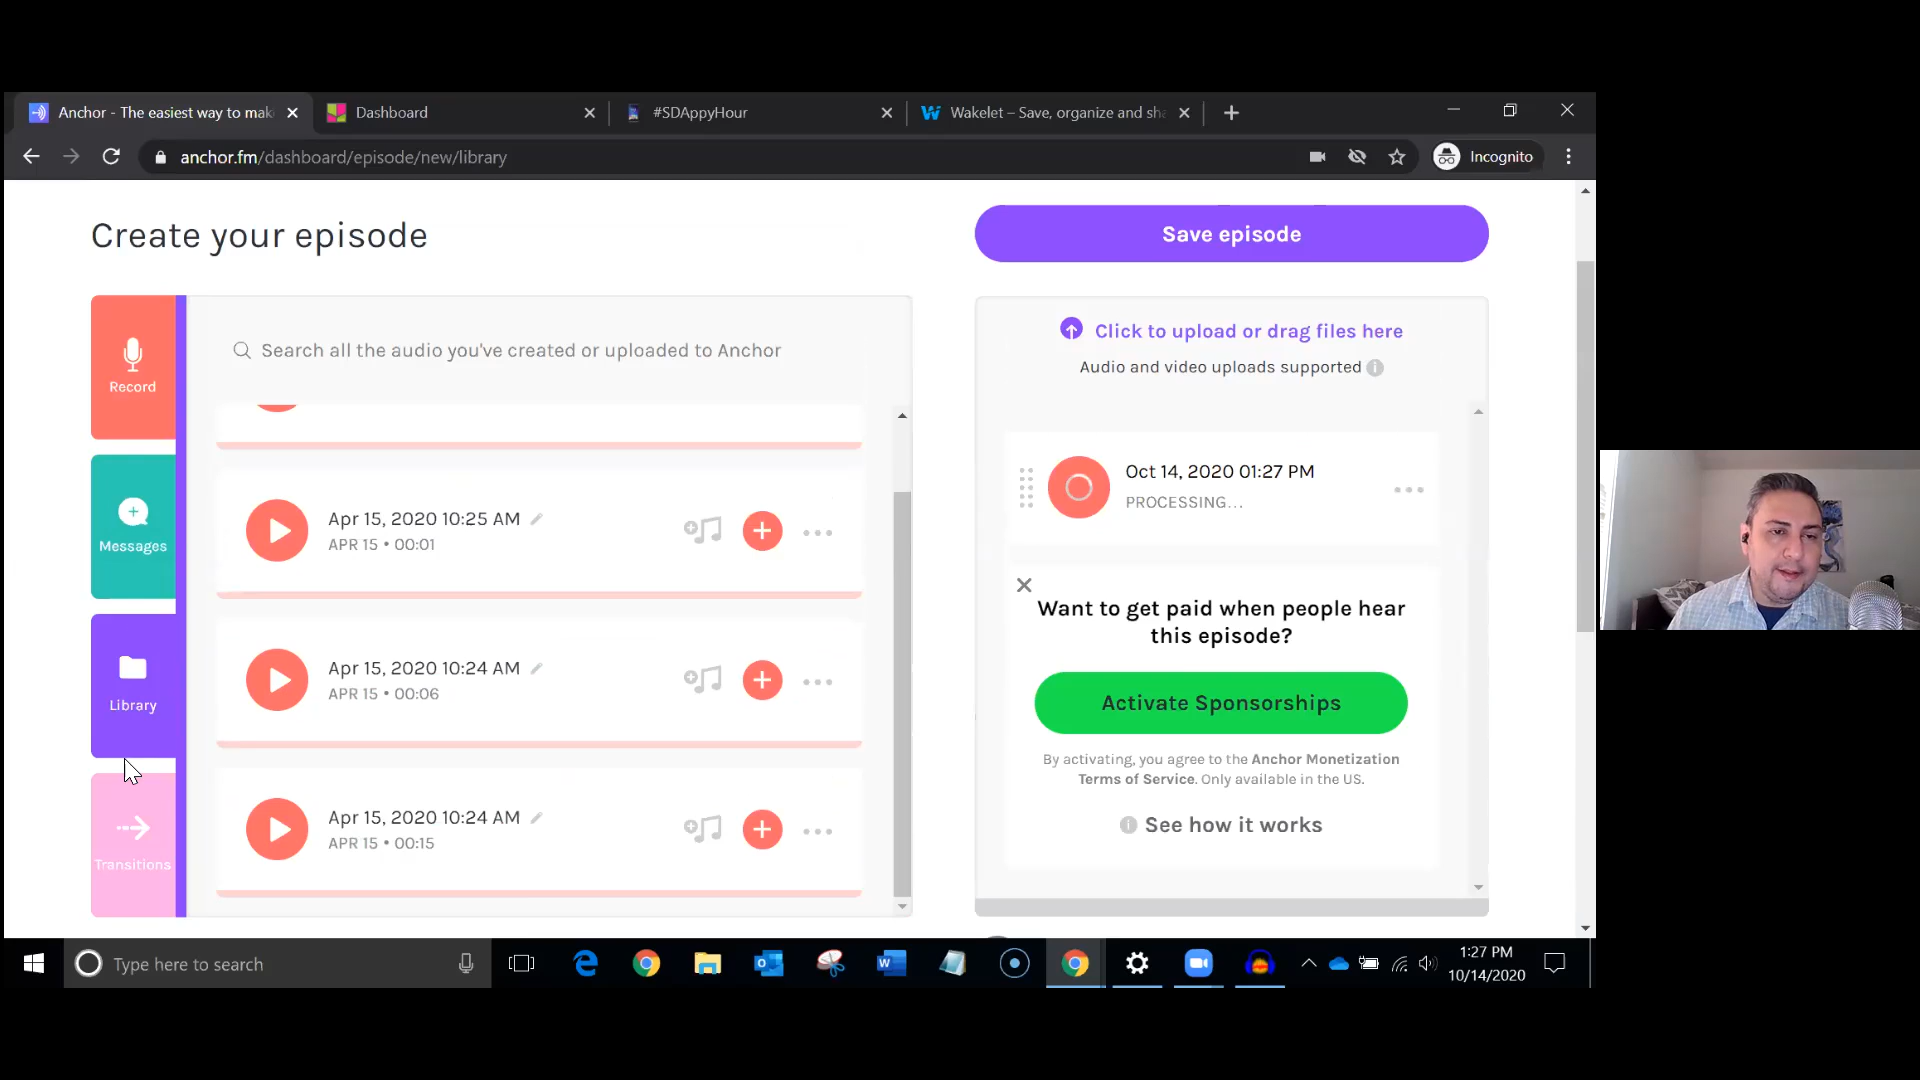 Anchor - The easiest way to mak
Dashboard
#SDAppyHour
Wakelet – Save, organize and sha
anchor.fm/dashboard/episode/new/library
Incognito
Create your episode
Save episode
Record
Messages
Library
Transitions
Search all the audio you've created or uploaded to Anchor
Apr 15, 2020 10:25 AM
APR 15 • 00:01
Apr 15, 2020 10:24 AM
APR 15 • 00:06
Apr 15, 2020 10:24 AM
APR 15 • 00:15
Click to upload or drag files here
Audio and video uploads supported
Oct 14, 2020 01:27 PM
PROCESSING...
Want to get paid when people hear
this episode?
Activate Sponsorships
By activating, you agree to the Anchor Monetization
Terms of Service. Only available in the US.
See how it works
Type here to search
1:27 PM
10/14/2020